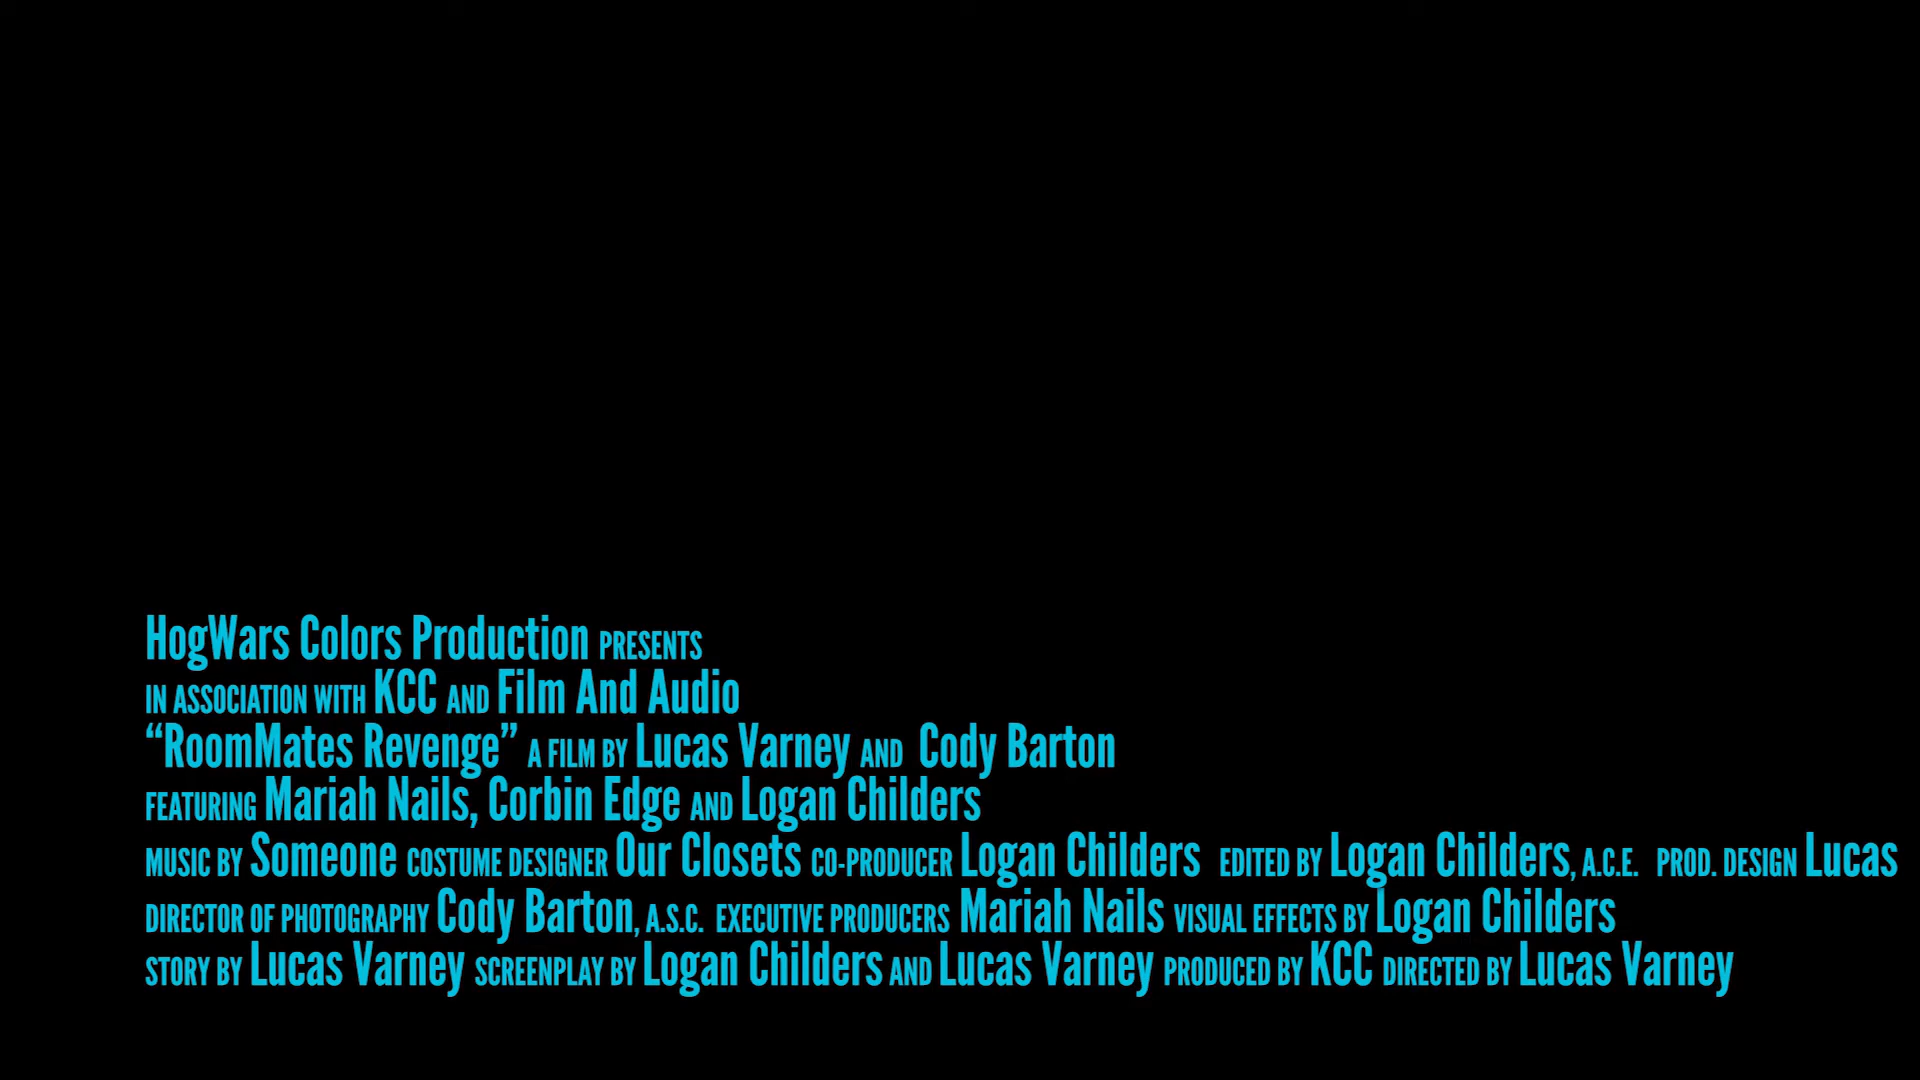 HogWars Colors Production PRESENTS
IN ASSOCIATION WITH KCC AND Film And Audio
“RoomMates Revenge” A FILM BY Lucas Varney AND Cody Barton
FEATURING Mariah Nails, Corbin Edge AND Logan Childers
MUSIC BY Someone COSTUME DESIGNER Our Closets CO-PRODUCER Logan Childers EDITED BY Logan Childers, A.C.E. PROD. DESIGN Lucas
DIRECTOR OF PHOTOGRAPHY Cody Barton, A.S.C. EXECUTIVE PRODUCERS Mariah Nails VISUAL EFFECTS BY Logan Childers
STORY BY Lucas Varney SCREENPLAY BY Logan Childers AND Lucas Varney PRODUCED BY KCC DIRECTED BY Lucas Varney